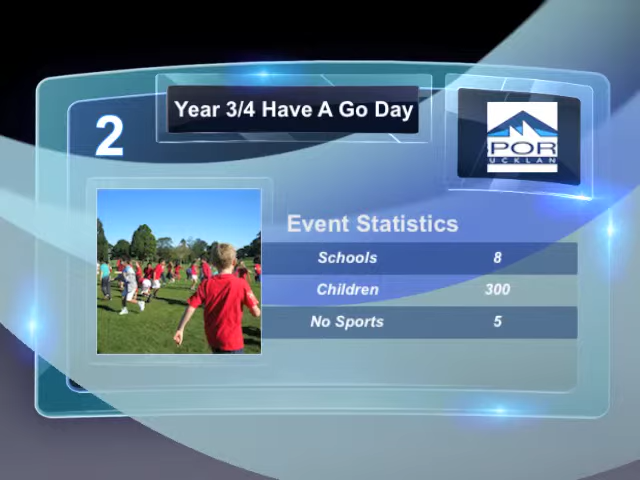 Year 3/4 Have A Go Day
2
POR
UCKLAN
Event Statistics
Schools 8
Children 300
No Sports 5